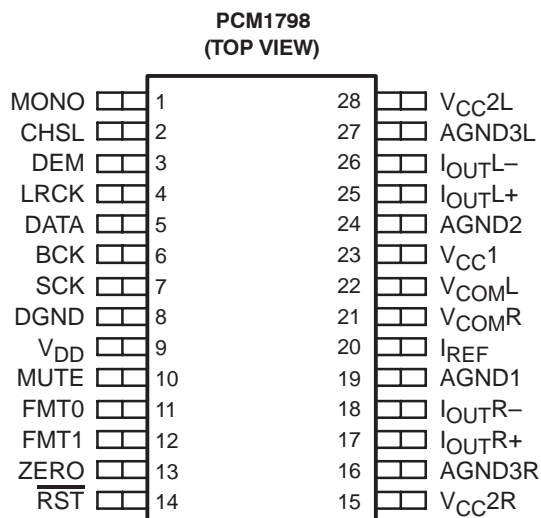 PCM1798
(TOP VIEW)
MONO 1 28 VCC2L
CHSL 2 27 AGND3L
DEM 3 26 IOUTL–
LRCK 4 25 IOUTL+
DATA 5 24 AGND2
BCK 6 23 VCC1
SCK 7 22 VCOML
DGND 8 21 VCOMR
VDD 9 20 IREF
MUTE 10 19 AGND1
FMT0 11 18 IOUTR–
FMT1 12 17 IOUTR+
ZERO 13 16 AGND3R
R̅S̅T̅ 14 15 VCC2R